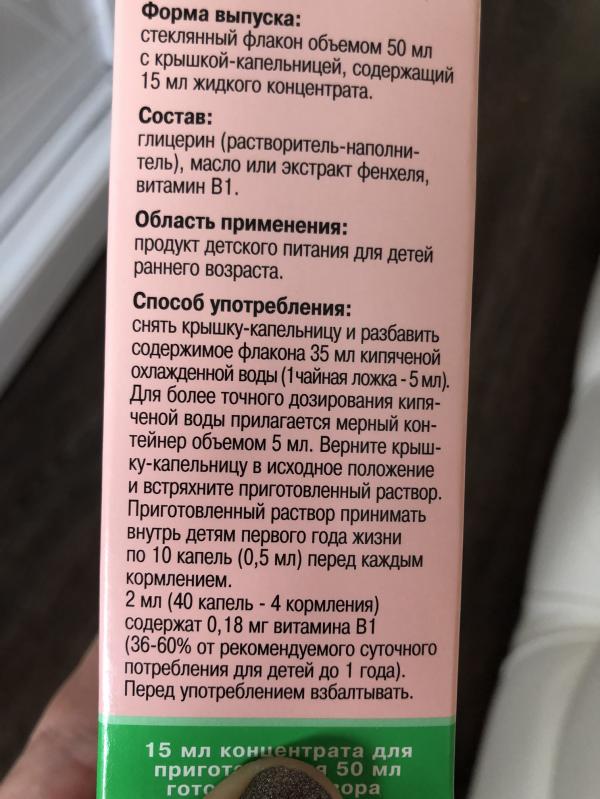 Форма выпуска:
стеклянный флакон объемом 50 мл
с крышкой-капельницей, содержащий
15 мл жидкого концентрата.
Состав:
глицерин (растворитель-наполни-
тель), масло или экстракт фенхеля,
витамин В1.
Область применения:
продукт детского питания для детей
раннего возраста.
Способ употребления:
снять крышку-капельницу и разбавить
содержимое флакона 35 мл кипяченой
охлажденной воды (1чайная ложка - 5 мл).
Для более точного дозирования кипя-
ченой воды прилагается мерный кон-
тейнер объемом 5 мл. Верните крыш-
ку-капельницу в исходное положение
и встряхните приготовленный раствор.
Приготовленный раствор принимать
внутрь детям первого года жизни
по 10 капель (0,5 мл) перед каждым
кормлением.
2 мл (40 капель - 4 кормления)
содержат 0,18 мг витамина В1
(36-60% от рекомендуемого суточного
потребления для детей до 1 года).
Перед употреблением взбалтывать.
15 мл концентрата для
50 мл